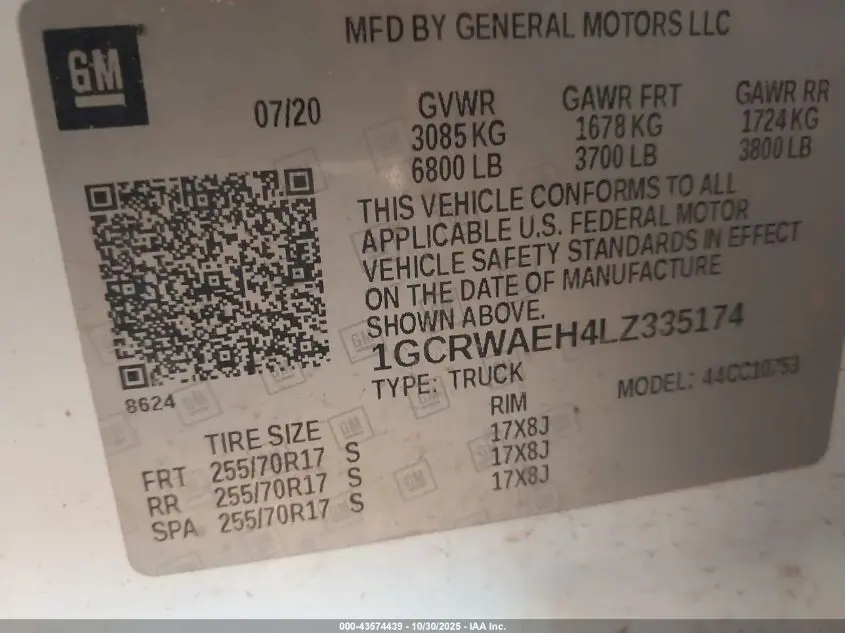 GM
MFD BY GENERAL MOTORS LLC
07/20
GVWR GAWR FRT GAWR RR
3085 KG 1678 KG 1724 KG
6800 LB 3700 LB 3800 LB
THIS VEHICLE CONFORMS TO ALL
APPLICABLE U.S. FEDERAL MOTOR
VEHICLE SAFETY STANDARDS IN EFFECT
ON THE DATE OF MANUFACTURE
SHOWN ABOVE.
1GCRWAEH4LZ335174
TYPE: TRUCK MODEL: 44CC10753
8624
TIRE SIZE RIM
FRT 255/70R17 S 17X8J
RR 255/70R17 S 17X8J
SPA 255/70R17 S 17X8J
000-43574439 - 10/30/2025 - IAA Inc.